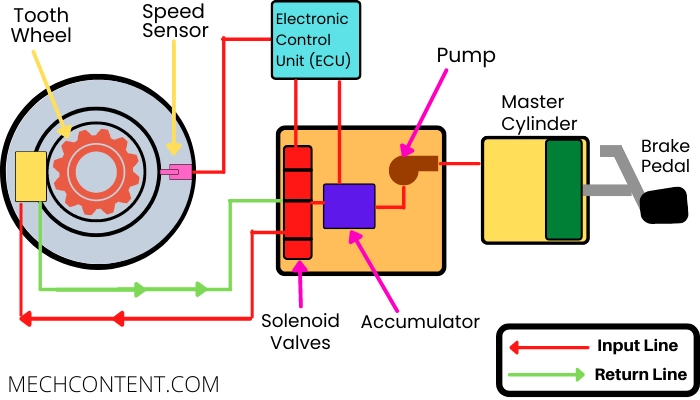 Tooth
Wheel
Speed
Sensor
Electronic
Control
Unit (ECU)
Pump
Master
Cylinder
Brake
Pedal
Solenoid
Valves
Accumulator
Input Line
Return Line
MECHCONTENT.COM